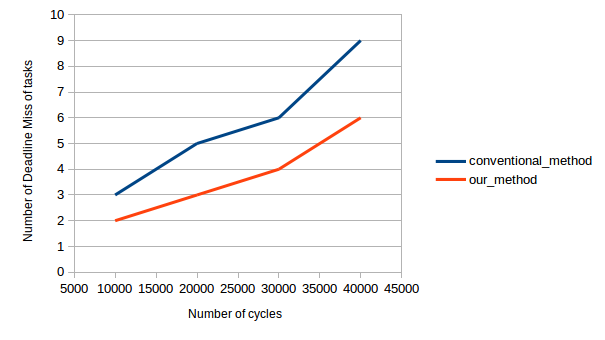 10
9
8
7
6
5
4
3
2
1
0
Number of Deadline Miss of tasks
5000 10000 15000 20000 25000 30000 35000 40000 45000
Number of cycles
conventional_method
our_method